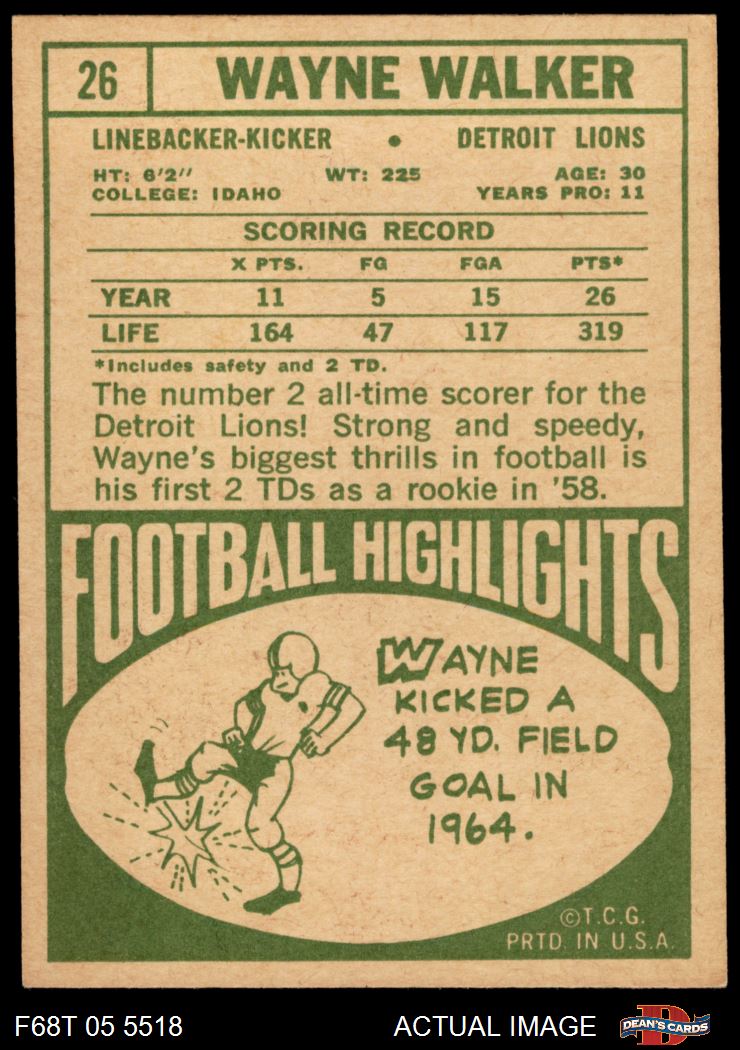 26 WAYNE WALKER
LINEBACKER-KICKER • DETROIT LIONS
HT: 6'2" WT: 225 AGE: 30
COLLEGE: IDAHO YEARS PRO: 11
SCORING RECORD
X PTS. FG FGA PTS*
YEAR 11 5 15 26
LIFE 164 47 117 319
*Includes safety and 2 TD.
The number 2 all-time scorer for the
Detroit Lions! Strong and speedy,
Wayne's biggest thrills in football is
his first 2 TDs as a rookie in '58.
FOOTBALL HIGHLIGHTS
WAYNE
KICKED A
48 YD. FIELD
GOAL IN
1964.
©T.C.G.
PRTD. IN U.S.A.
F68T 05 5518 ACTUAL IMAGE D DEAN'S CARDS